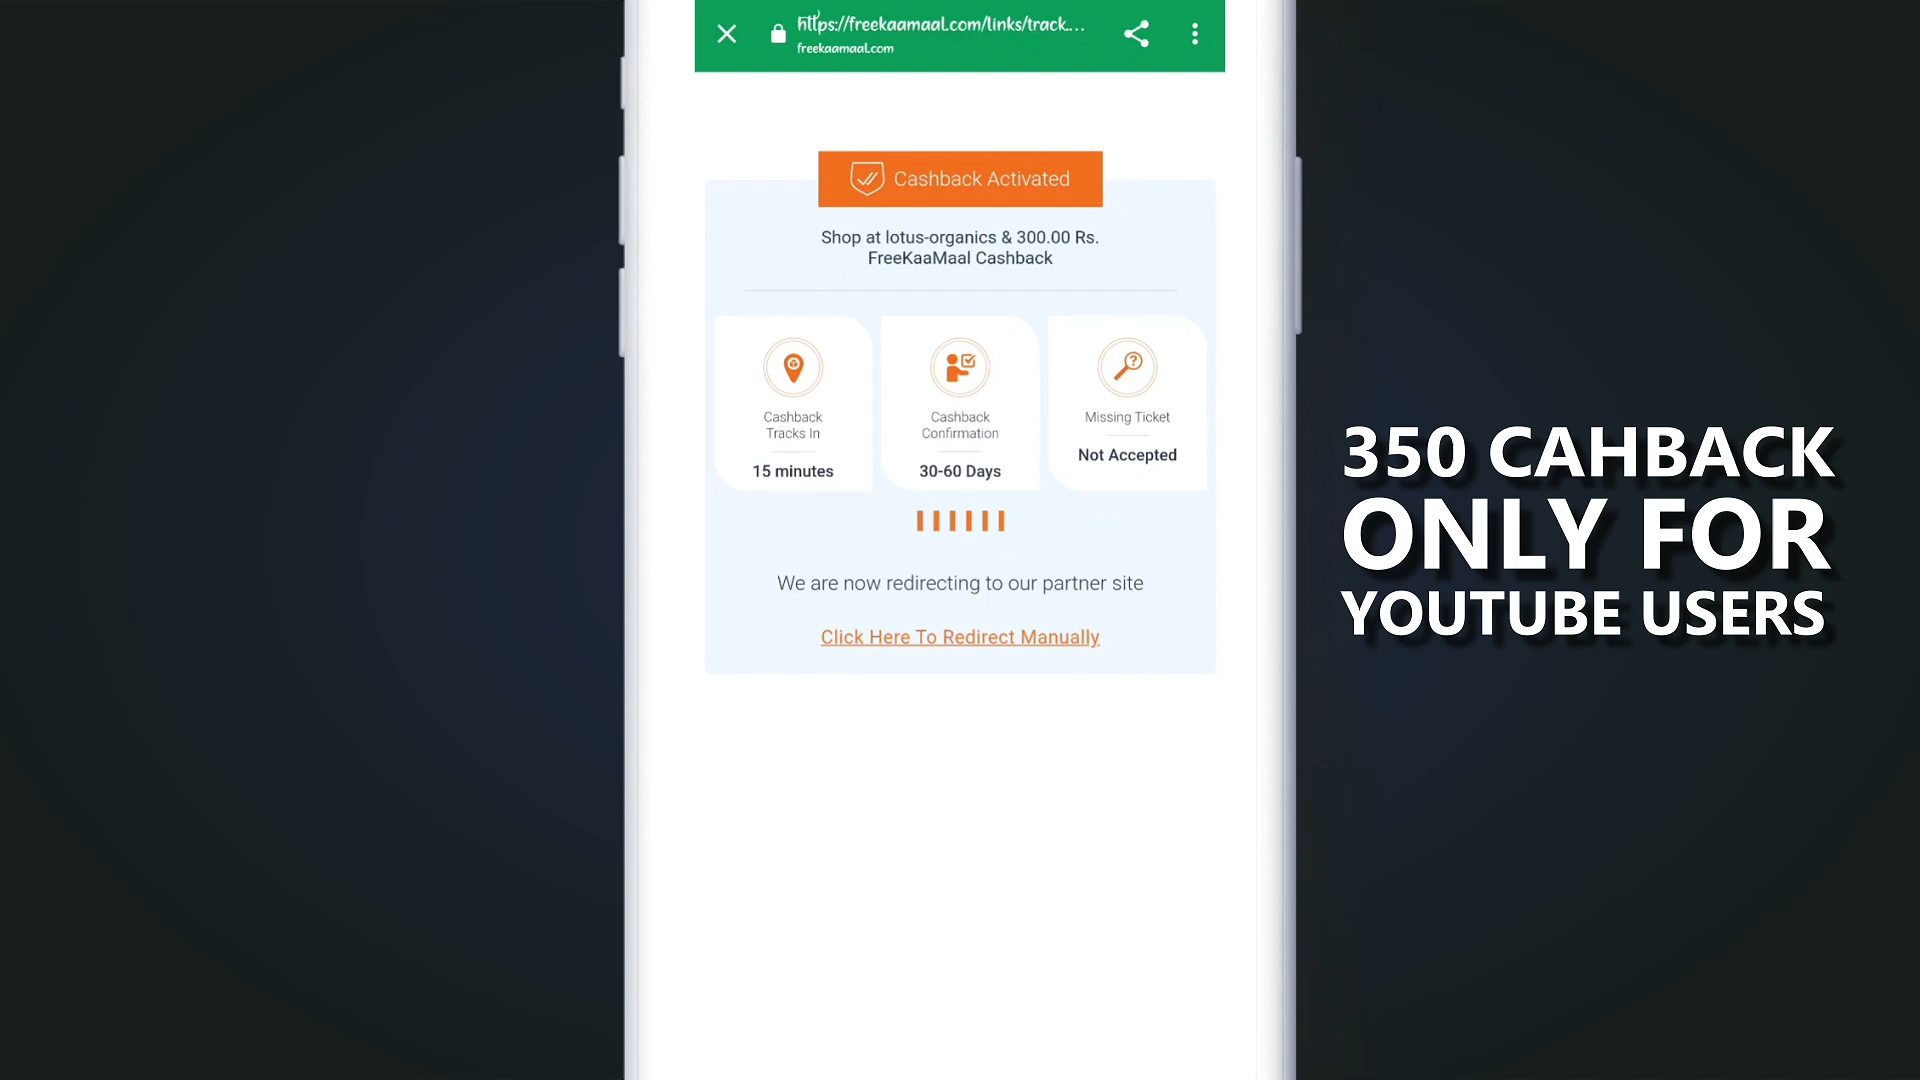 https://freekaamaal.com/links/track...
freekaamaal.com
Cashback Activated
Shop at lotus-organics & 300.00 Rs.
FreeKaaMaal Cashback
Cashback
Tracks In
15 minutes
Cashback
Confirmation
30-60 Days
Missing Ticket
Not Accepted
We are now redirecting to our partner site
Click Here To Redirect Manually
350 CAHBACK
ONLY FOR
YOUTUBE USERS